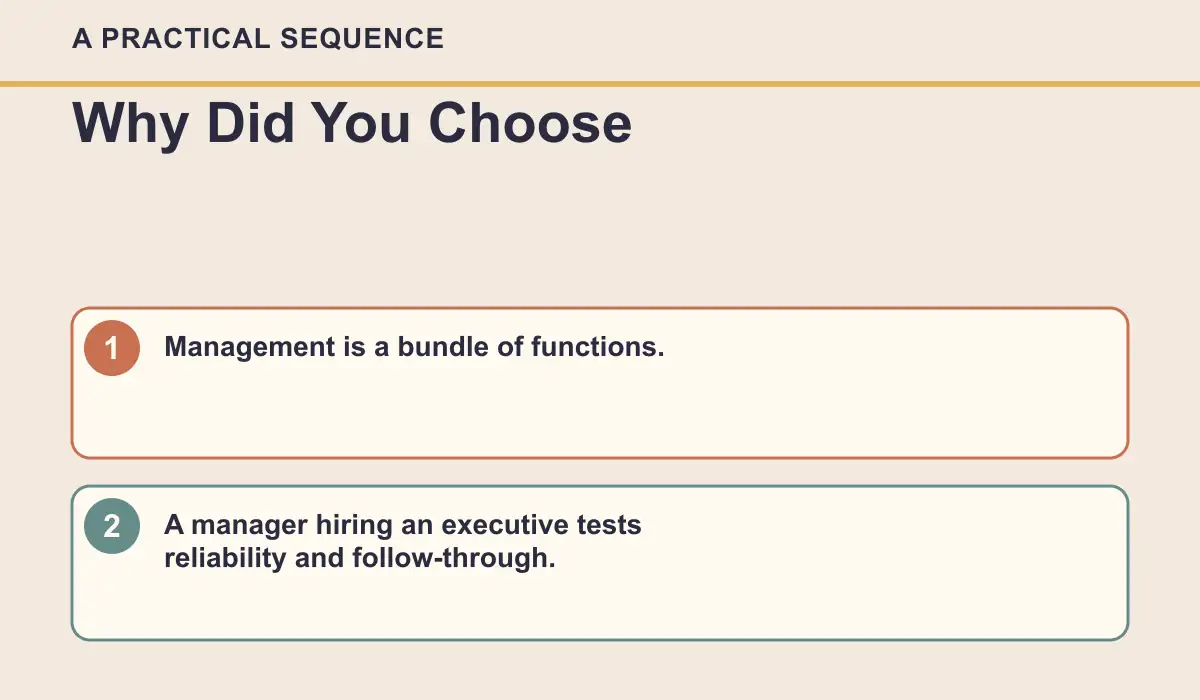 A PRACTICAL SEQUENCE
Why Did You Choose
1
Management is a bundle of functions.
2
A manager hiring an executive tests
reliability and follow-through.